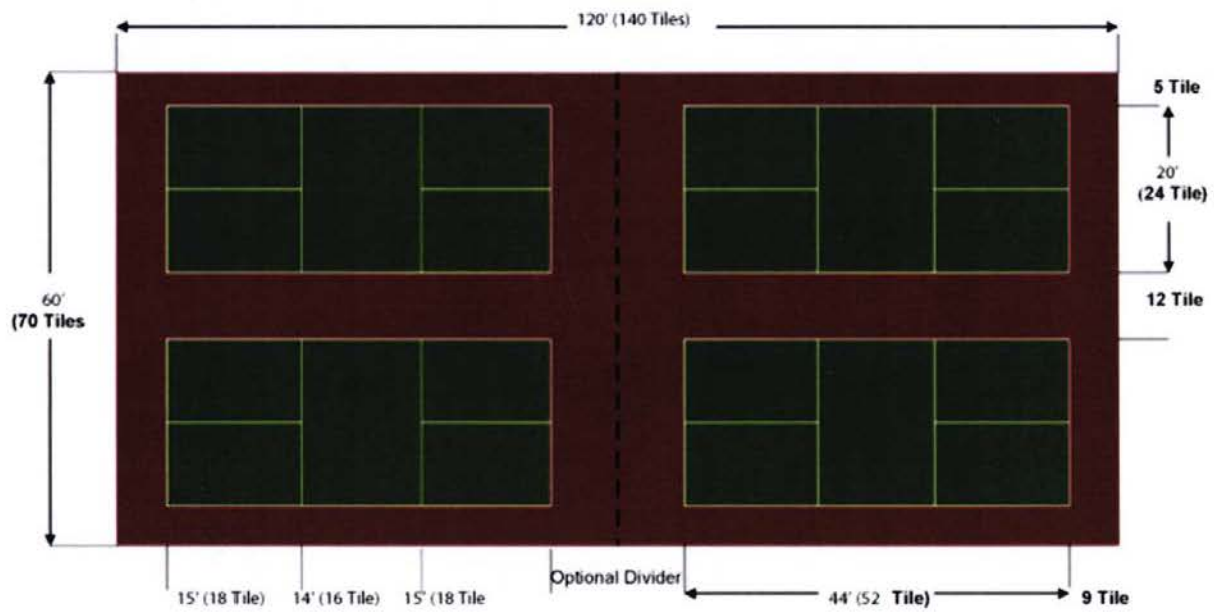 120' (140 Tiles)
5 Tile
20'
(24 Tile)
60'
(70 Tiles
12 Tile
Optional Divider
15' (18 Tile)
14' (16 Tile)
15' (18 Tile
44' (52 Tile)
9 Tile